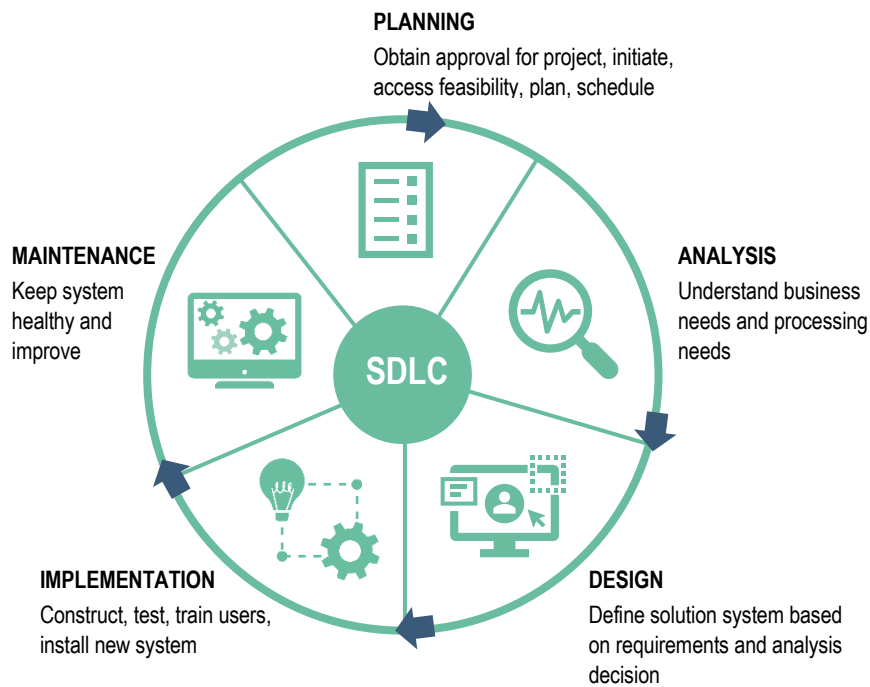 PLANNING
Obtain approval for project, initiate,
access feasibility, plan, schedule
ANALYSIS
Understand business
needs and processing
needs
DESIGN
Define solution system based
on requirements and analysis
decision
IMPLEMENTATION
Construct, test, train users,
install new system
MAINTENANCE
Keep system
healthy and
improve
SDLC